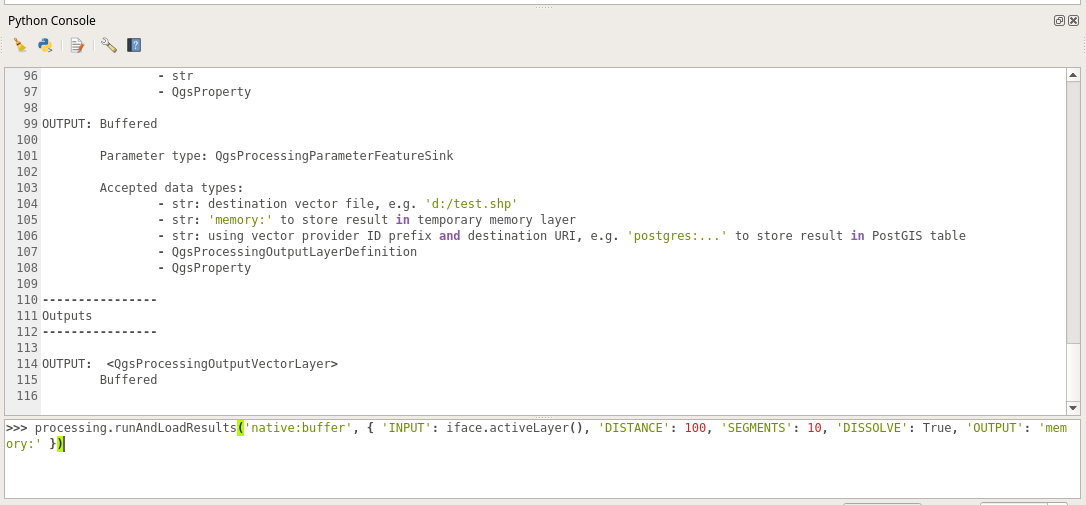 Python Console
96 - str
97 - QgsProperty
98
99 OUTPUT: Buffered
100
101 Parameter type: QgsProcessingParameterFeatureSink
102
103 Accepted data types:
104 - str: destination vector file, e.g. 'd:/test.shp'
105 - str: 'memory:' to store result in temporary memory layer
106 - str: using vector provider ID prefix and destination URI, e.g. 'postgres:...' to store result in PostGIS table
107 - QgsProcessingOutputLayerDefinition
108 - QgsProperty
109
110 ----------------
111 Outputs
112 ----------------
113
114 OUTPUT:  <QgsProcessingOutputVectorLayer>
115 Buffered
116
>>> processing.runAndLoadResults('native:buffer', { 'INPUT': iface.activeLayer(), 'DISTANCE': 100, 'SEGMENTS': 10, 'DISSOLVE': True, 'OUTPUT': 'mem
ory:' })